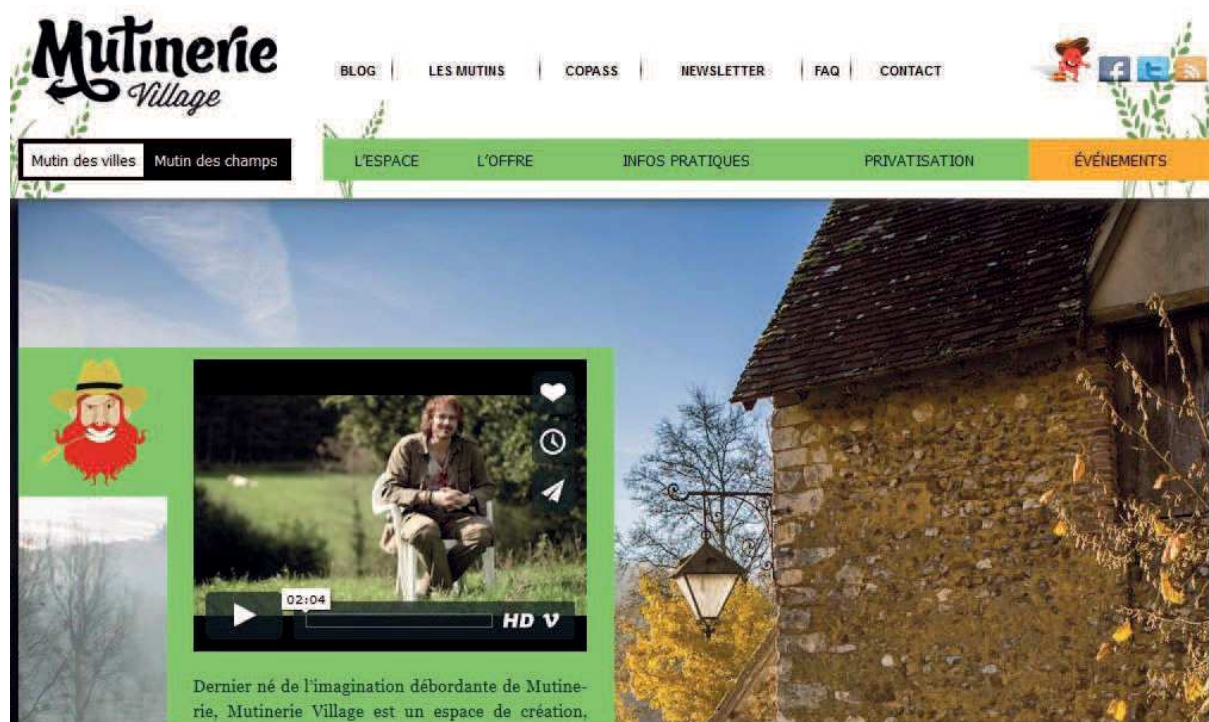 Mutinerie
Village
BLOG LES MUTINS COPASS NEWSLETTER FAQ CONTACT
Mutin des villes Mutin des champs
L'ESPACE L'OFFRE INFOS PRATIQUES PRIVATISATION ÉVÉNEMENTS
02:04
HD
Dernier né de l'imagination débordante de Mutine-
rie, Mutinerie Village est un espace de création,